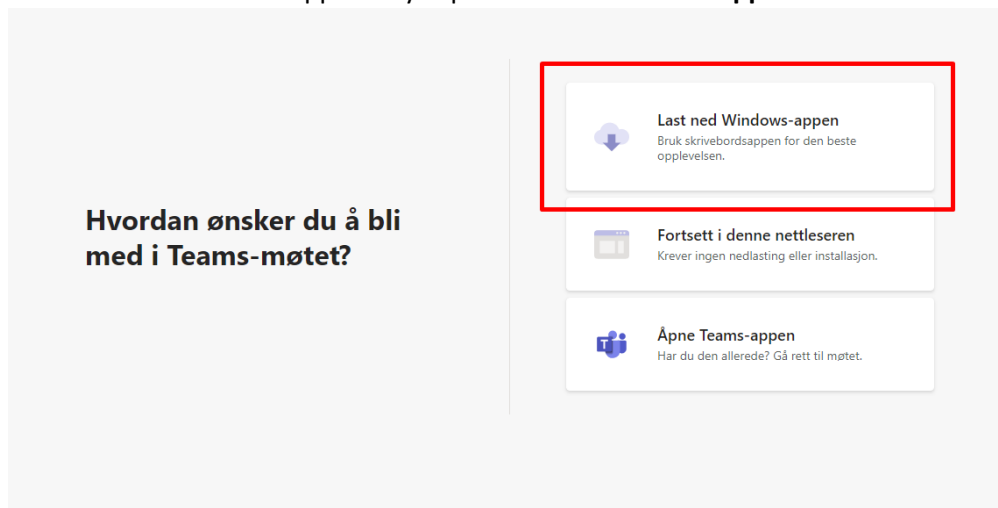 Hvordan ønsker du å bli
med i Teams-møtet?
Last ned Windows-appen
Bruk skrivebordsappen for den beste
opplevelsen.
Fortsett i denne nettleseren
Krever ingen nedlasting eller installasjon.
Åpne Teams-appen
Har du den allerede? Gå rett til møtet.